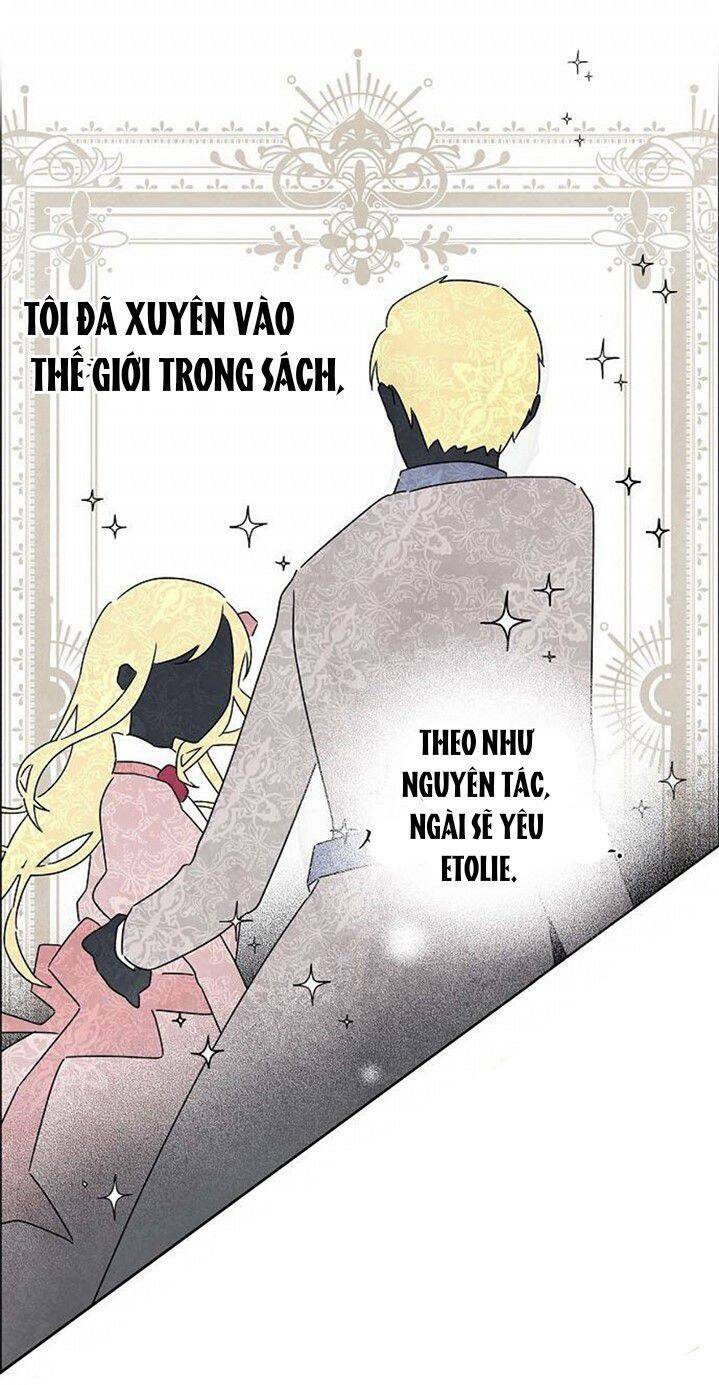 TÔI ĐÃ XUYÊN VÀO
THẾ GIỚI TRONG SÁCH,
THEO NHƯ
NGUYÊN TÁC,
NGÀI SẼ YÊU
ETOLIE.